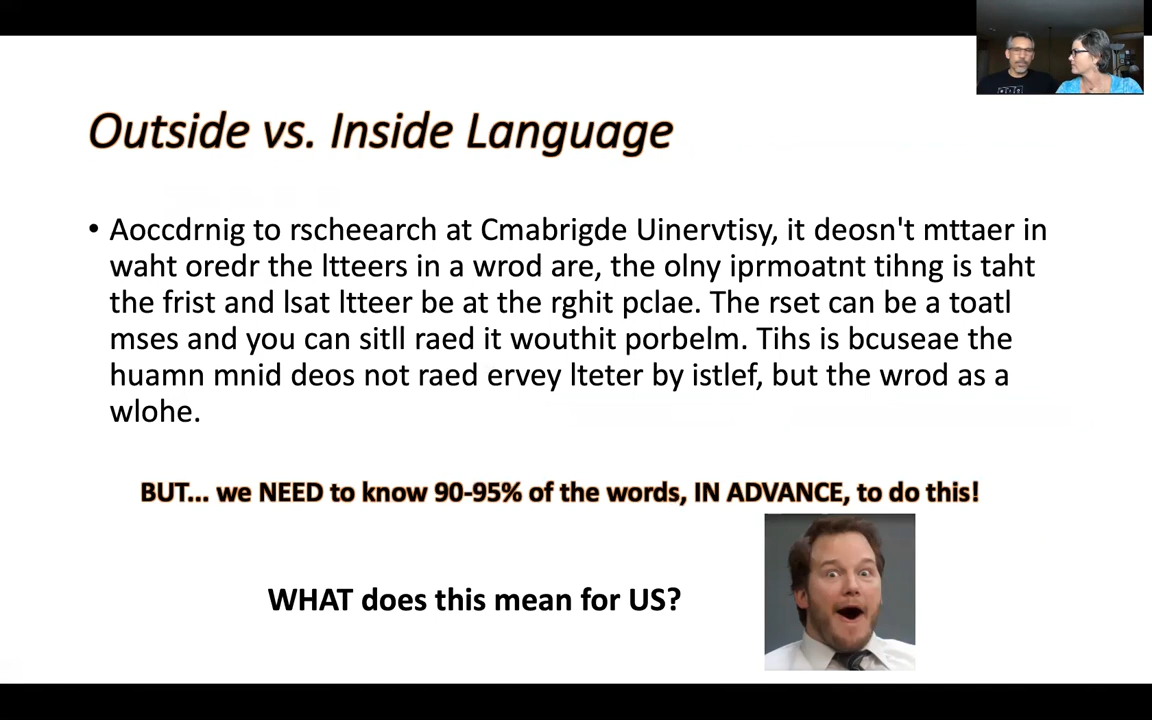 Outside vs. Inside Language
• Aoccdrnig to rscheearch at Cmabrigde Uinervtisy, it deosn't mttaer in
waht oredr the ltteers in a wrod are, the olny iprmoatnt tihng is taht
the frist and lsat ltteer be at the rghit pclae. The rset can be a toatl
mses and you can sitll raed it wouthit porbelm. Tihs is bcuseae the
huamn mnid deos not raed ervey lteter by istlef, but the wrod as a
wlohe.
BUT... we NEED to know 90-95% of the words, IN ADVANCE, to do this!
WHAT does this mean for US?